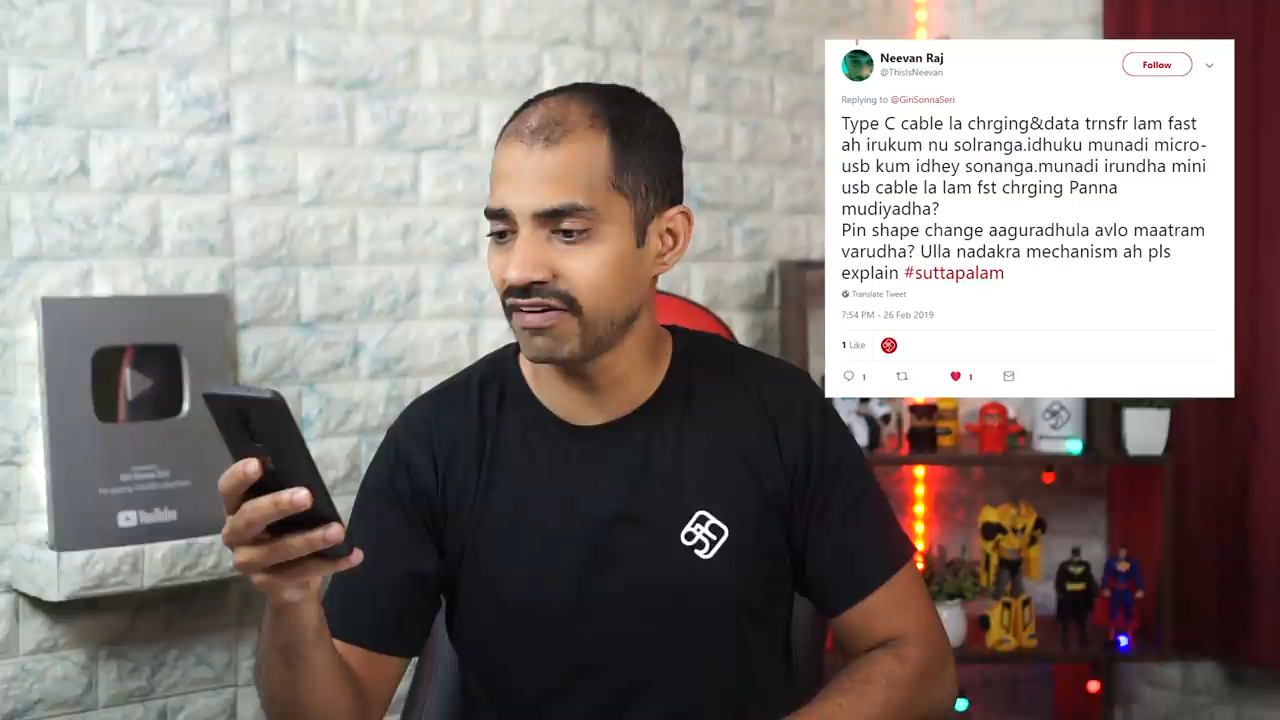 Neevan Raj
@ThisIsNeevan
Follow
Replying to @GiriSonnaSeri
Type C cable la chrging&data trnsfr lam fast
ah irukum nu solranga.idhuku munadi micro-
usb kum idhey sonanga.munadi irundha mini
usb cable la lam fst chrging Panna
mudiyadha?
Pin shape change aaguradhula avlo maatram
varudha? Ulla nadakra mechanism ah pls
explain #suttapalam
Translate Tweet
7:54 PM - 26 Feb 2019
1 Like
1
1
YouTube